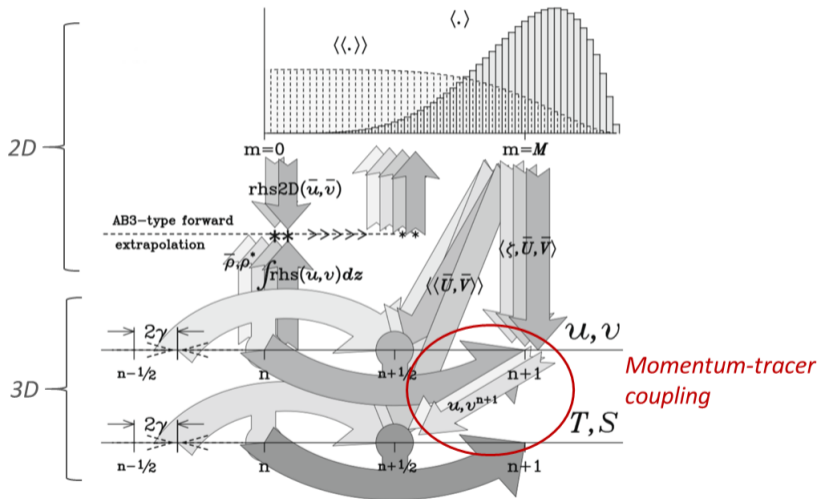 ⟨.⟩
⟨⟨.⟩⟩
2D
m=0
m=M
rhs2D(ū,v̄)
AB3-type forward
extrapolation
** >>>>>> **
ρ̄,ρ*
∫rhs(u,v)dz
⟨ζ,Ū,V̄⟩
⟨⟨Ū,V̄⟩⟩
2γ
u,v
n-1/2
n
n+1/2
n+1
Momentum-tracer
coupling
3D
u,vⁿ⁺¹
2γ
T,S
n-1/2
n
n+1/2
n+1